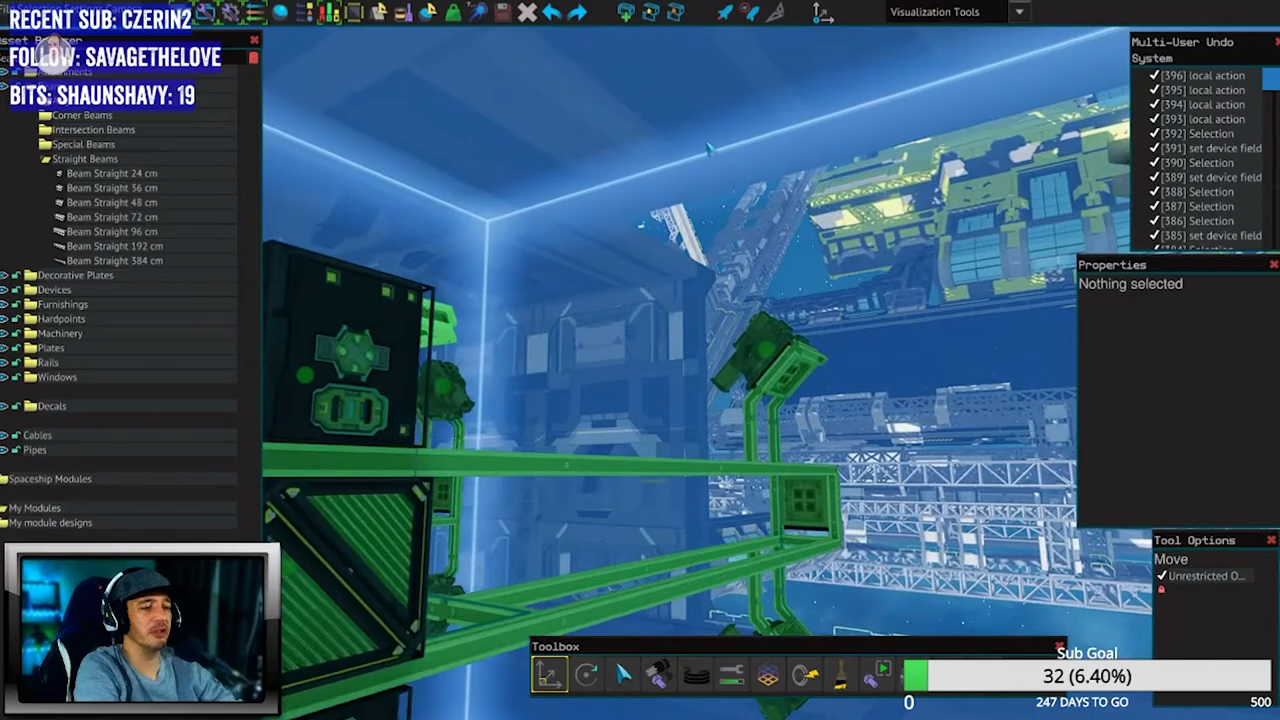 RECENT SUB: CZERIN2
FOLLOW: SAVAGETHELOVE
BITS: SHAUNSHAVY: 19
Corner Beams
Intersection Beams
Special Beams
Straight Beams
Beam Straight 24 cm
Beam Straight 36 cm
Beam Straight 48 cm
Beam Straight 72 cm
Beam Straight 96 cm
Beam Straight 192 cm
Beam Straight 384 cm
Decorative Plates
Devices
Furnishings
Hardpoints
Machinery
Plates
Rails
Windows
Decals
Cables
Pipes
Spaceship Modules
My Modules
My module designs
Visualization Tools
Multi-User Undo
System
[396] local action
[395] local action
[394] local action
[393] local action
[392] Selection
[391] set device field
[390] Selection
[389] set device field
[388] Selection
[387] Selection
[386] Selection
[385] set device field
Properties
Nothing selected
Tool Options
Move
Unrestricted O...
Toolbox
Sub Goal
32 (6.40%)
0
247 DAYS TO GO
500